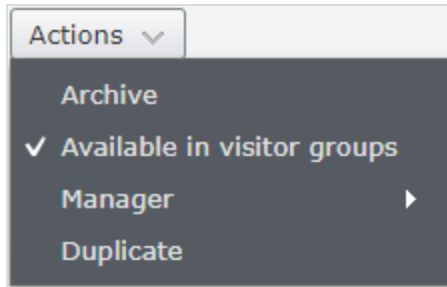 Actions
Archive
Available in visitor groups
Manager
Duplicate